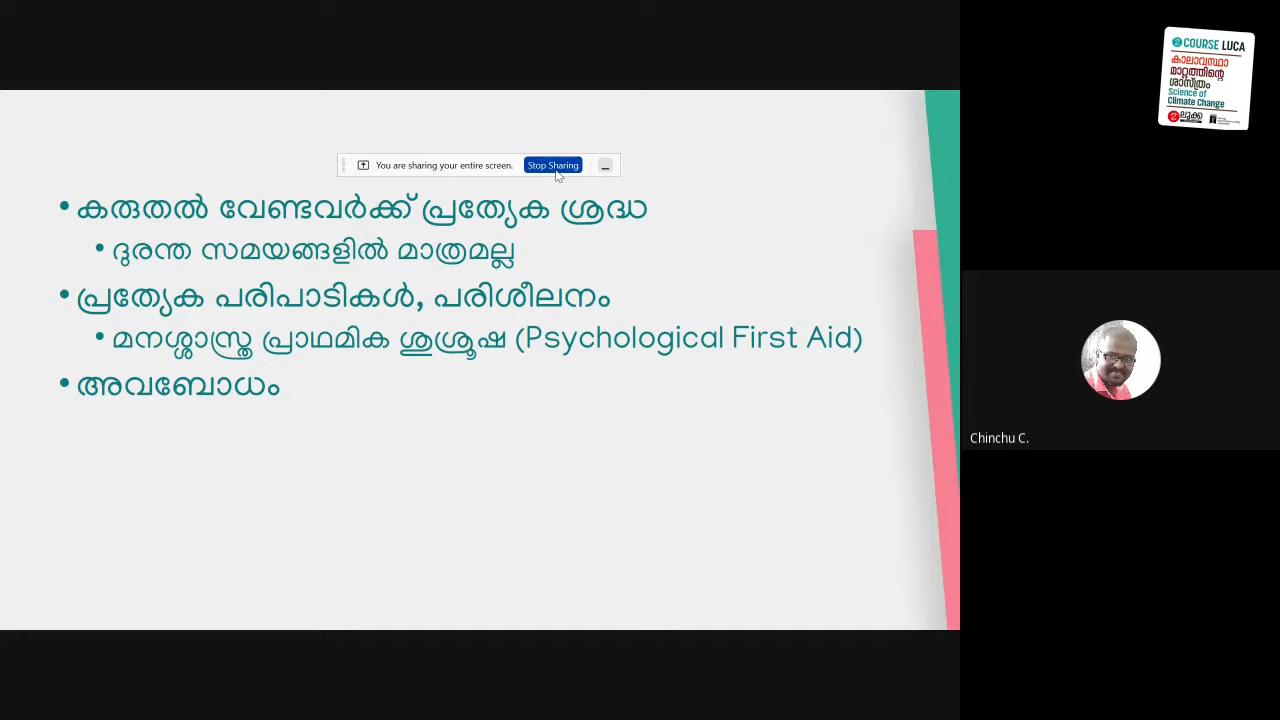 COURSE LUCA
കാലാവസ്ഥാ
മാറ്റത്തിന്റെ
ശാസ്ത്രം
Science of
Climate Change
ലൂക്ക
You are sharing your entire screen. Stop Sharing
• കരുതൽ വേണ്ടവർക്ക് പ്രത്യേക ശ്രദ്ധ
• ദുരന്ത സമയങ്ങളിൽ മാത്രമല്ല
• പ്രത്യേക പരിപാടികൾ, പരിശീലനം
• മനശ്ശാസ്ത്ര പ്രാഥമിക ശുശ്രൂഷ (Psychological First Aid)
• അവബോധം
Chinchu C.